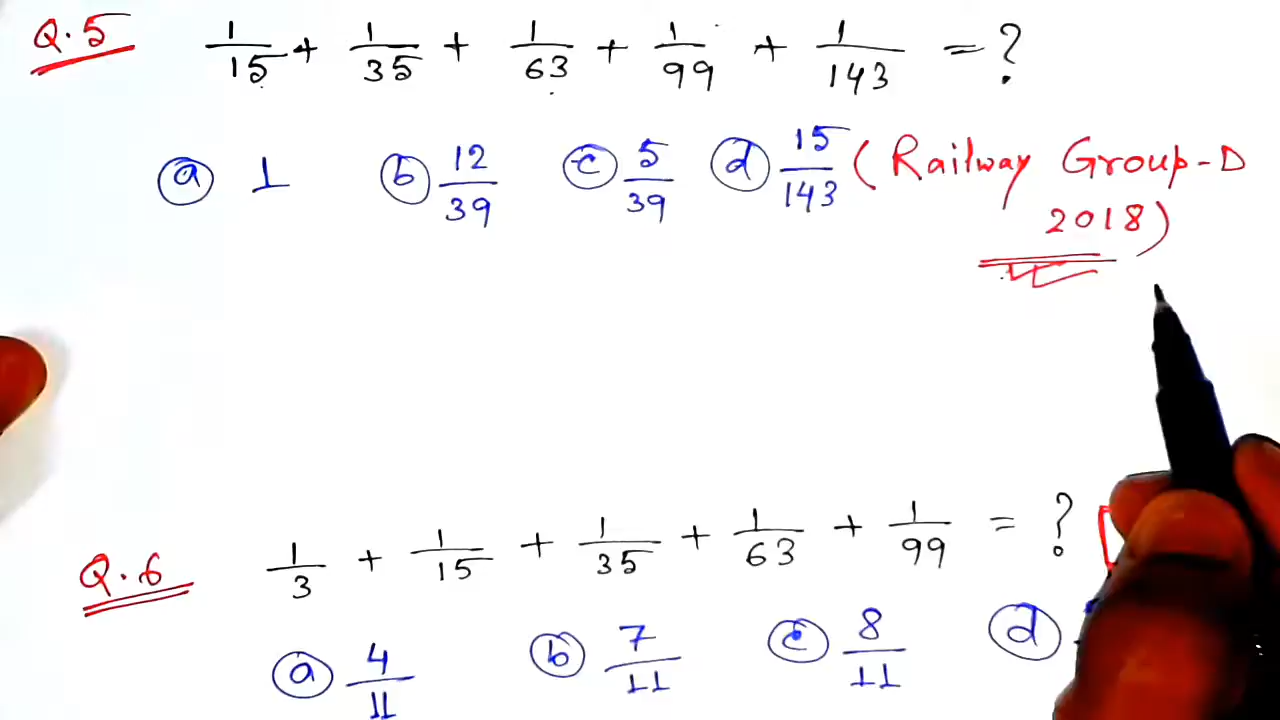 Q.5 1/15 + 1/35 + 1/63 + 1/99 + 1/143 = ?
(a) 1 (b) 12/39 (c) 5/39 (d) 15/143 (Railway Group-D
2018)
Q.6 1/3 + 1/15 + 1/35 + 1/63 + 1/99 = ?
(a) 4/11 (b) 7/11 (c) 8/11 (d)